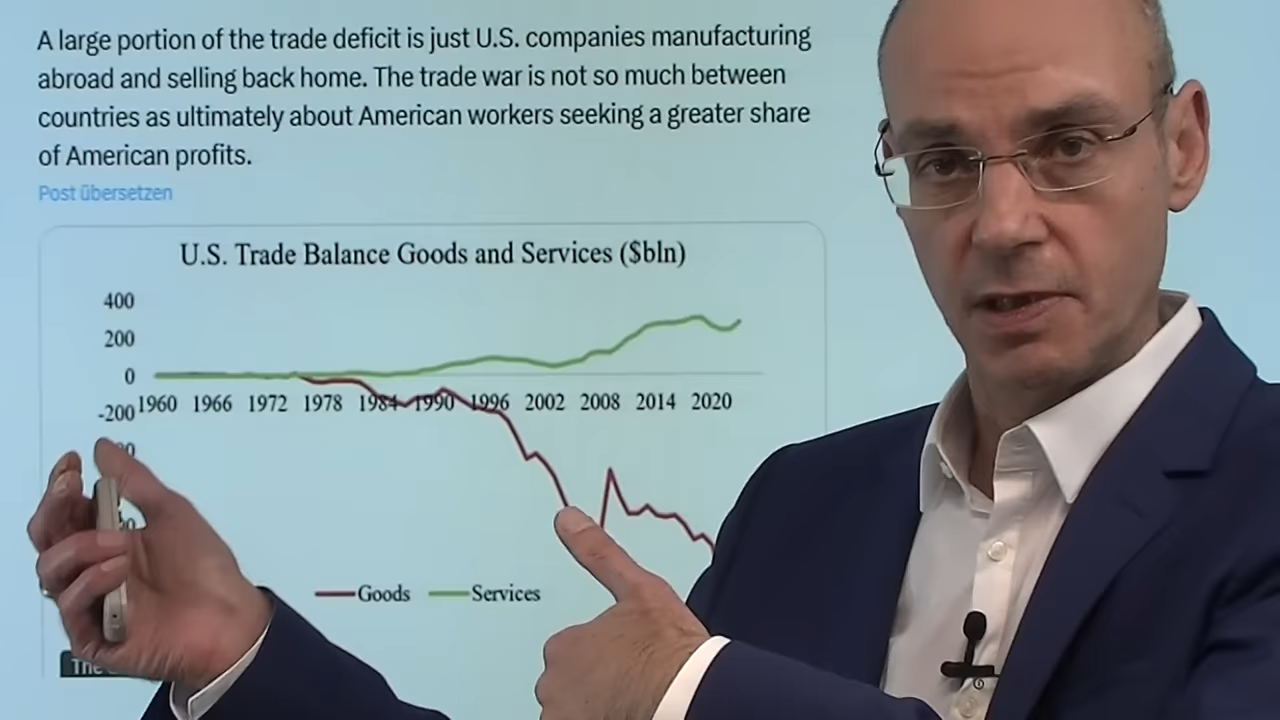 A large portion of the trade deficit is just U.S. companies manufacturing
abroad and selling back home. The trade war is not so much between
countries as ultimately about American workers seeking a greater share
of American profits.
Post übersetzen
U.S. Trade Balance Goods and Services ($bln)
400
200
0
-200
1960 1966 1972 1978 1984 1990 1996 2002 2008 2014 2020
Goods Services
The